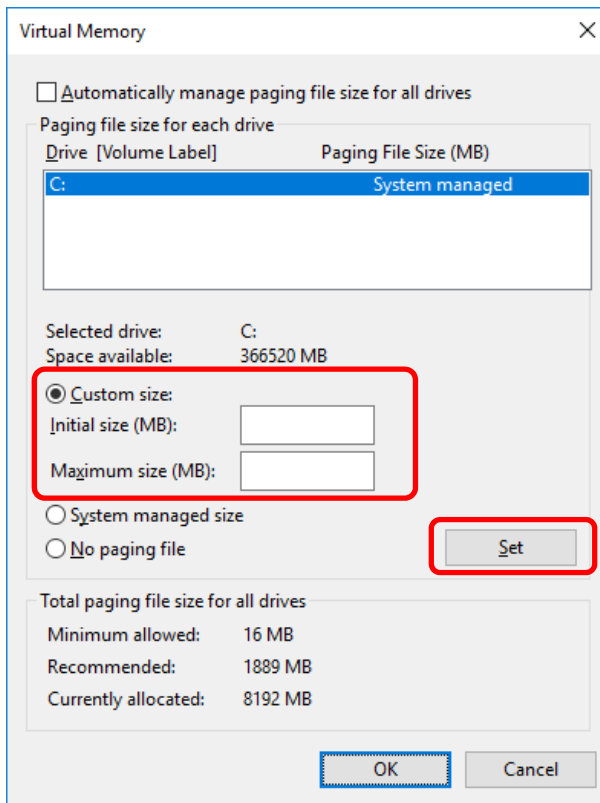 Virtual Memory
Automatically manage paging file size for all drives
Paging file size for each drive
Drive [Volume Label] Paging File Size (MB)
C: System managed
Selected drive: C:
Space available: 366520 MB
Custom size:
Initial size (MB):
Maximum size (MB):
System managed size
No paging file
Set
Total paging file size for all drives
Minimum allowed: 16 MB
Recommended: 1889 MB
Currently allocated: 8192 MB
OK Cancel